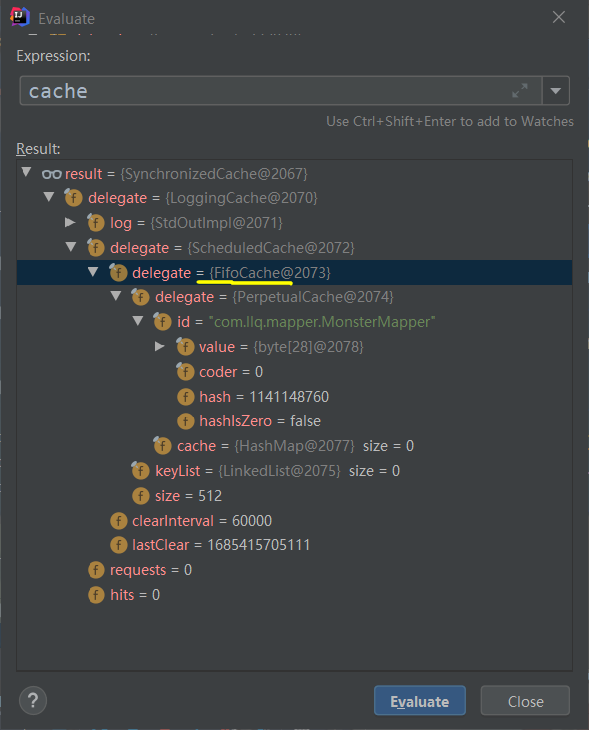 Evaluate
Expression:
cache
Use Ctrl+Shift+Enter to add to Watches
Result:
result = {SynchronizedCache@2067}
f delegate = {LoggingCache@2070}
f log = {StdOutImpl@2071}
f delegate = {ScheduledCache@2072}
f delegate = {FifoCache@2073}
f delegate = {PerpetualCache@2074}
f id = "com.llq.mapper.MonsterMapper"
f value = {byte[28]@2078}
f coder = 0
f hash = 1141148760
f hashIsZero = false
f cache = {HashMap@2077} size = 0
f keyList = {LinkedList@2075} size = 0
f size = 512
f clearInterval = 60000
f lastClear = 1685415705111
f requests = 0
f hits = 0
? Evaluate Close